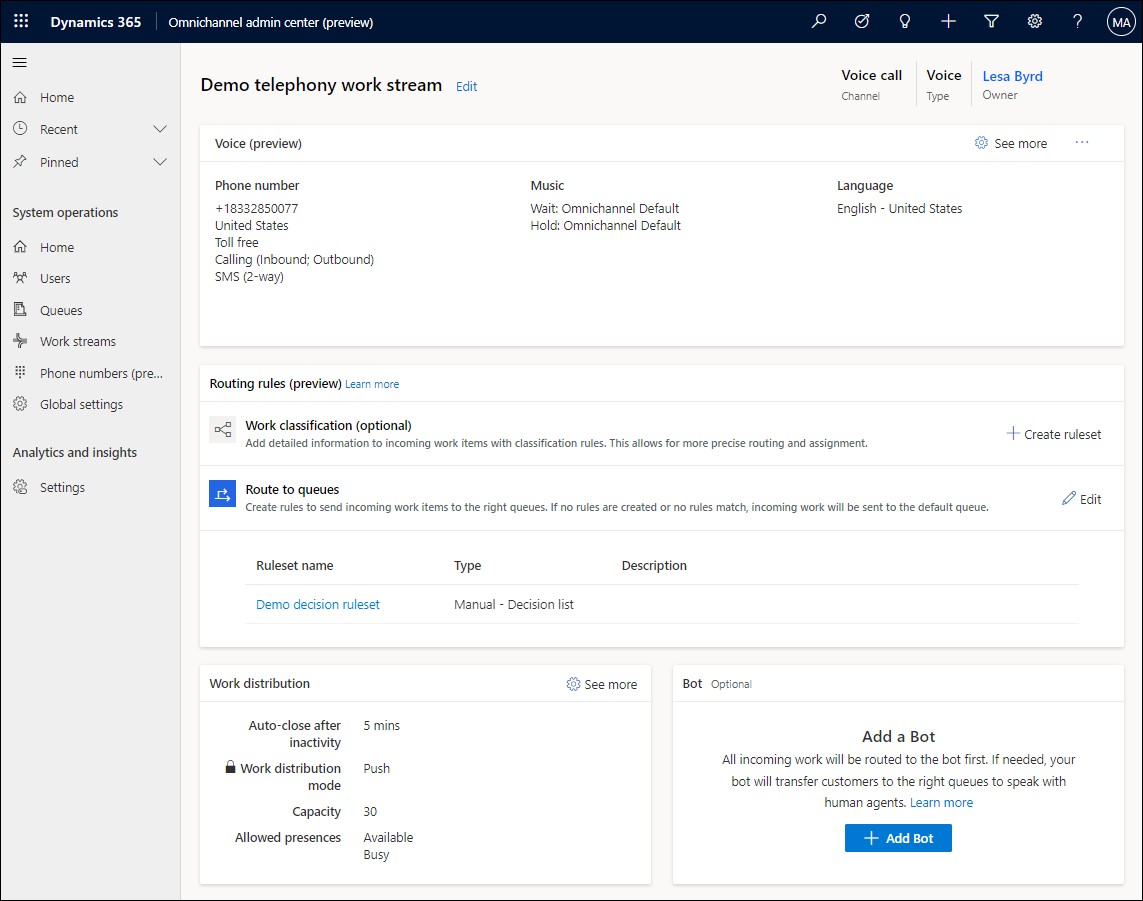 Dynamics 365
Omnichannel admin center (preview)
MA
Home
Recent
Pinned
System operations
Home
Users
Queues
Work streams
Phone numbers (pre...
Global settings
Analytics and insights
Settings
Demo telephony work stream
Edit
Voice call
Channel
Voice
Type
Lesa Byrd
Owner
Voice (preview)
See more
Phone number
+18332850077
United States
Toll free
Calling (Inbound; Outbound)
SMS (2-way)
Music
Wait: Omnichannel Default
Hold: Omnichannel Default
Language
English - United States
Routing rules (preview) Learn more
Work classification (optional)
Add detailed information to incoming work items with classification rules. This allows for more precise routing and assignment.
Create ruleset
Route to queues
Create rules to send incoming work items to the right queues. If no rules are created or no rules match, incoming work will be sent to the default queue.
Edit
Ruleset name Type Description
Demo decision ruleset Manual - Decision list
Work distribution
See more
Auto-close after 5 mins
inactivity
Work distribution Push
mode
Capacity 30
Allowed presences Available
Busy
Bot Optional
Add a Bot
All incoming work will be routed to the bot first. If needed, your
bot will transfer customers to the right queues to speak with
human agents. Learn more
Add Bot